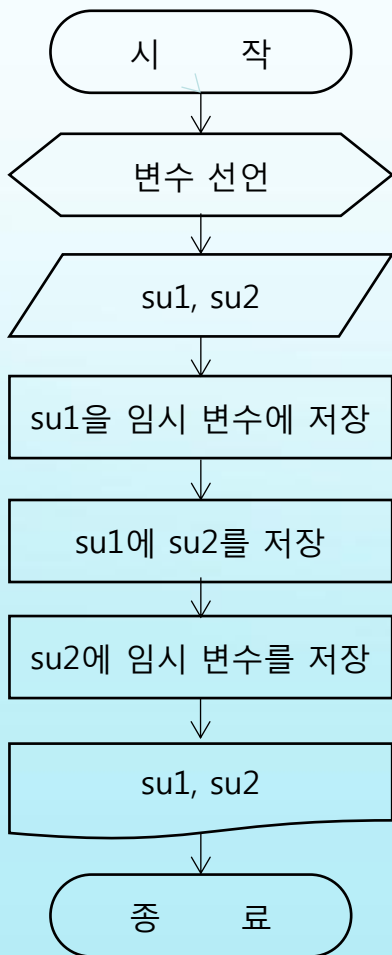 시 작
변수 선언
su1, su2
su1을 임시 변수에 저장
su1에 su2를 저장
su2에 임시 변수를 저장
su1, su2
종 료